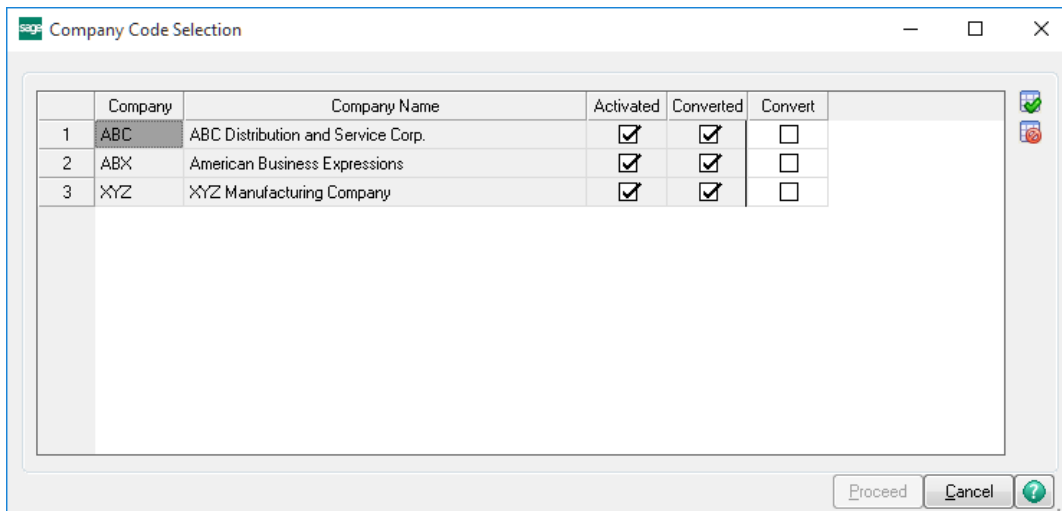 sage Company Code Selection
Company Company Name Activated Converted Convert
1 ABC ABC Distribution and Service Corp.
2 ABX American Business Expressions
3 XYZ XYZ Manufacturing Company
Proceed Cancel ?